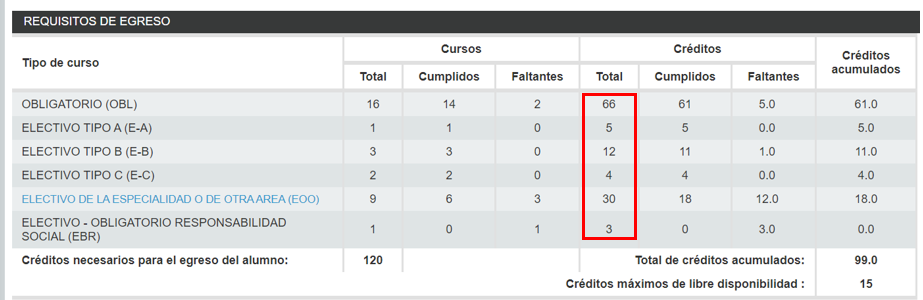 REQUISITOS DE EGRESO
Tipo de curso Cursos Créditos Créditos acumulados
Total Cumplidos Faltantes Total Cumplidos Faltantes
OBLIGATORIO (OBL) 16 14 2 66 61 5.0 61.0
ELECTIVO TIPO A (E-A) 1 1 0 5 5 0.0 5.0
ELECTIVO TIPO B (E-B) 3 3 0 12 11 1.0 11.0
ELECTIVO TIPO C (E-C) 2 2 0 4 4 0.0 4.0
ELECTIVO DE LA ESPECIALIDAD O DE OTRA AREA (EOO) 9 6 3 30 18 12.0 18.0
ELECTIVO - OBLIGATORIO RESPONSABILIDAD
SOCIAL (EBR) 1 0 1 3 0 3.0 0.0
Créditos necesarios para el egreso del alumno: 120 Total de créditos acumulados: 99.0
Créditos máximos de libre disponibilidad : 15